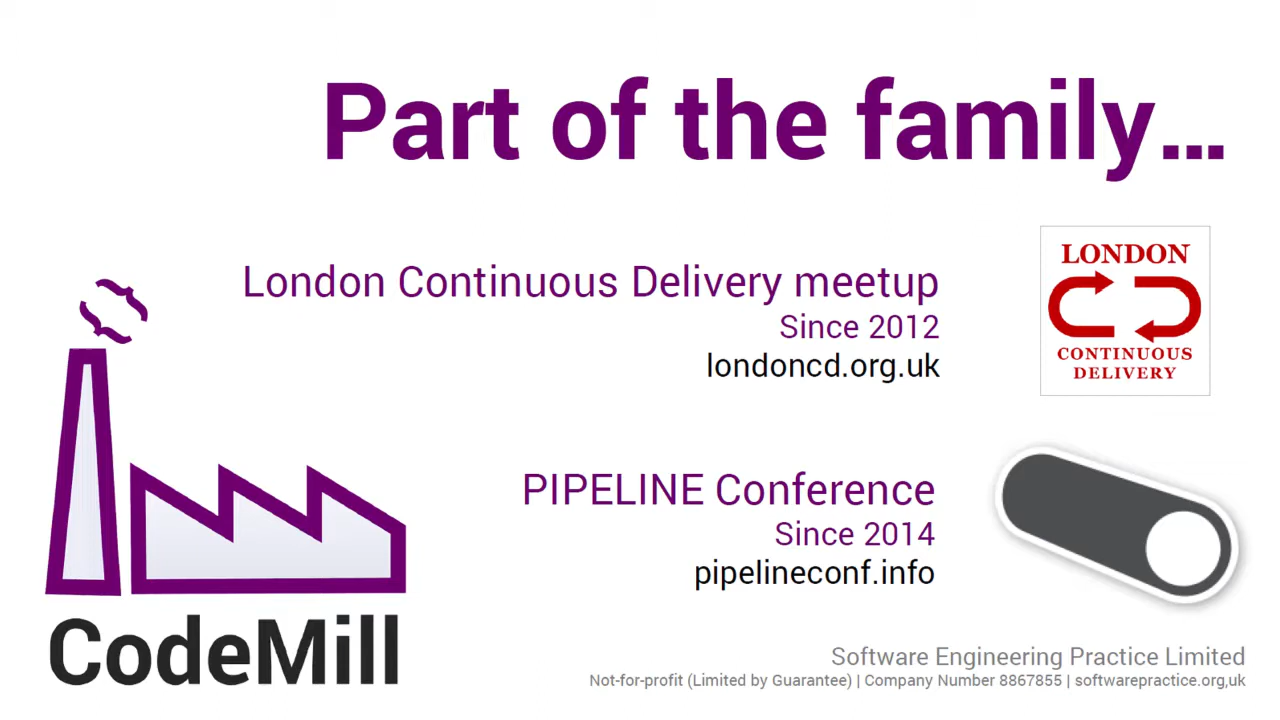 Part of the family...
London Continuous Delivery meetup
Since 2012
londoncd.org.uk
LONDON
CONTINUOUS
DELIVERY
PIPELINE Conference
Since 2014
pipelineconf.info
CodeMill
Software Engineering Practice Limited
Not-for-profit (Limited by Guarantee) | Company Number 8867855 | softwarepractice.org,uk